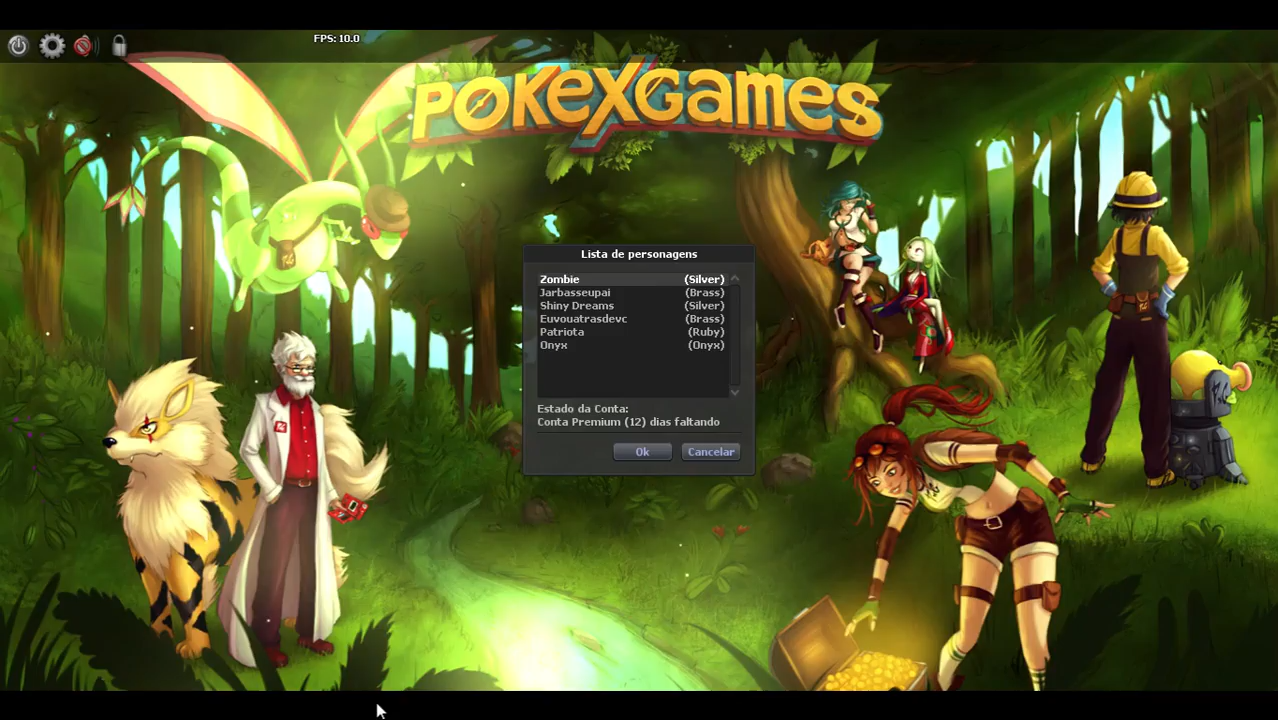 FPS: 10.0
POKEXGAMES
Lista de personagens
Zombie (Silver)
Jarbasseupai (Brass)
Shiny Dreams (Silver)
Euvouatrasdevc (Brass)
Patriota (Ruby)
Onyx (Onyx)
Estado da Conta:
Conta Premium (12) dias faltando
Ok Cancelar